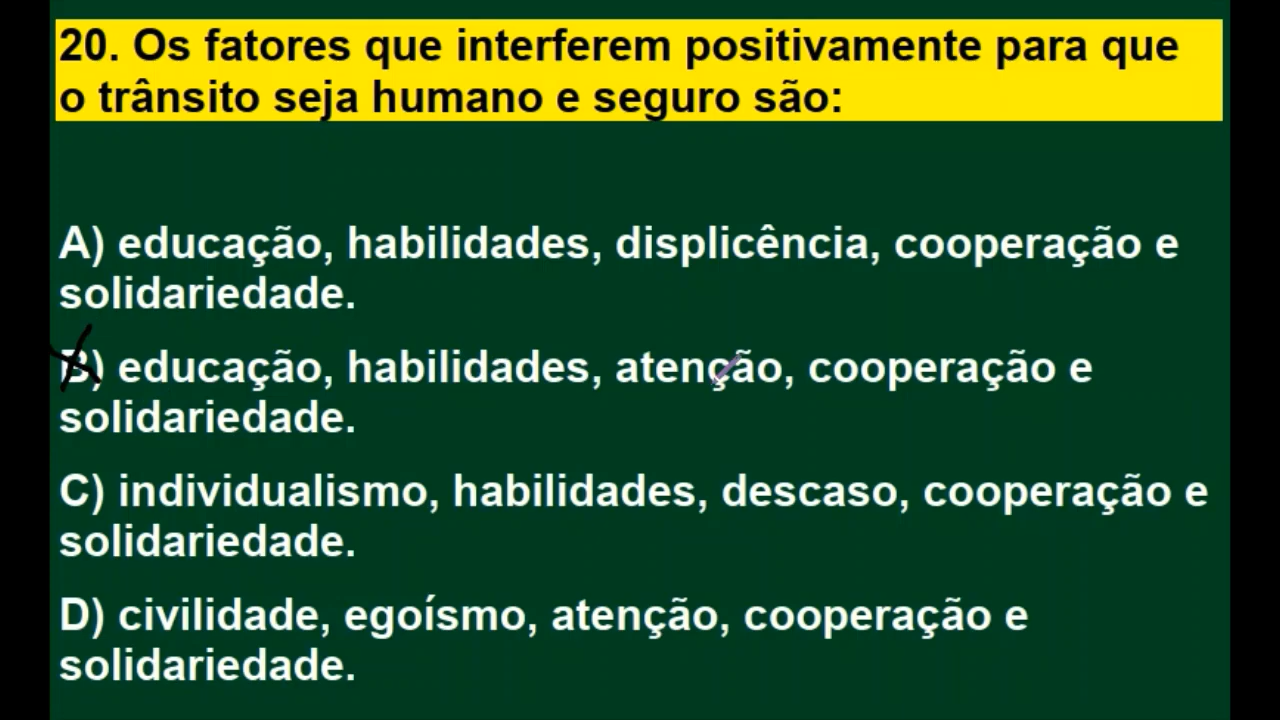 20. Os fatores que interferem positivamente para que
o trânsito seja humano e seguro são:
A) educação, habilidades, displicência, cooperação e
solidariedade.
B) educação, habilidades, atenção, cooperação e
solidariedade.
C) individualismo, habilidades, descaso, cooperação e
solidariedade.
D) civilidade, egoísmo, atenção, cooperação e
solidariedade.